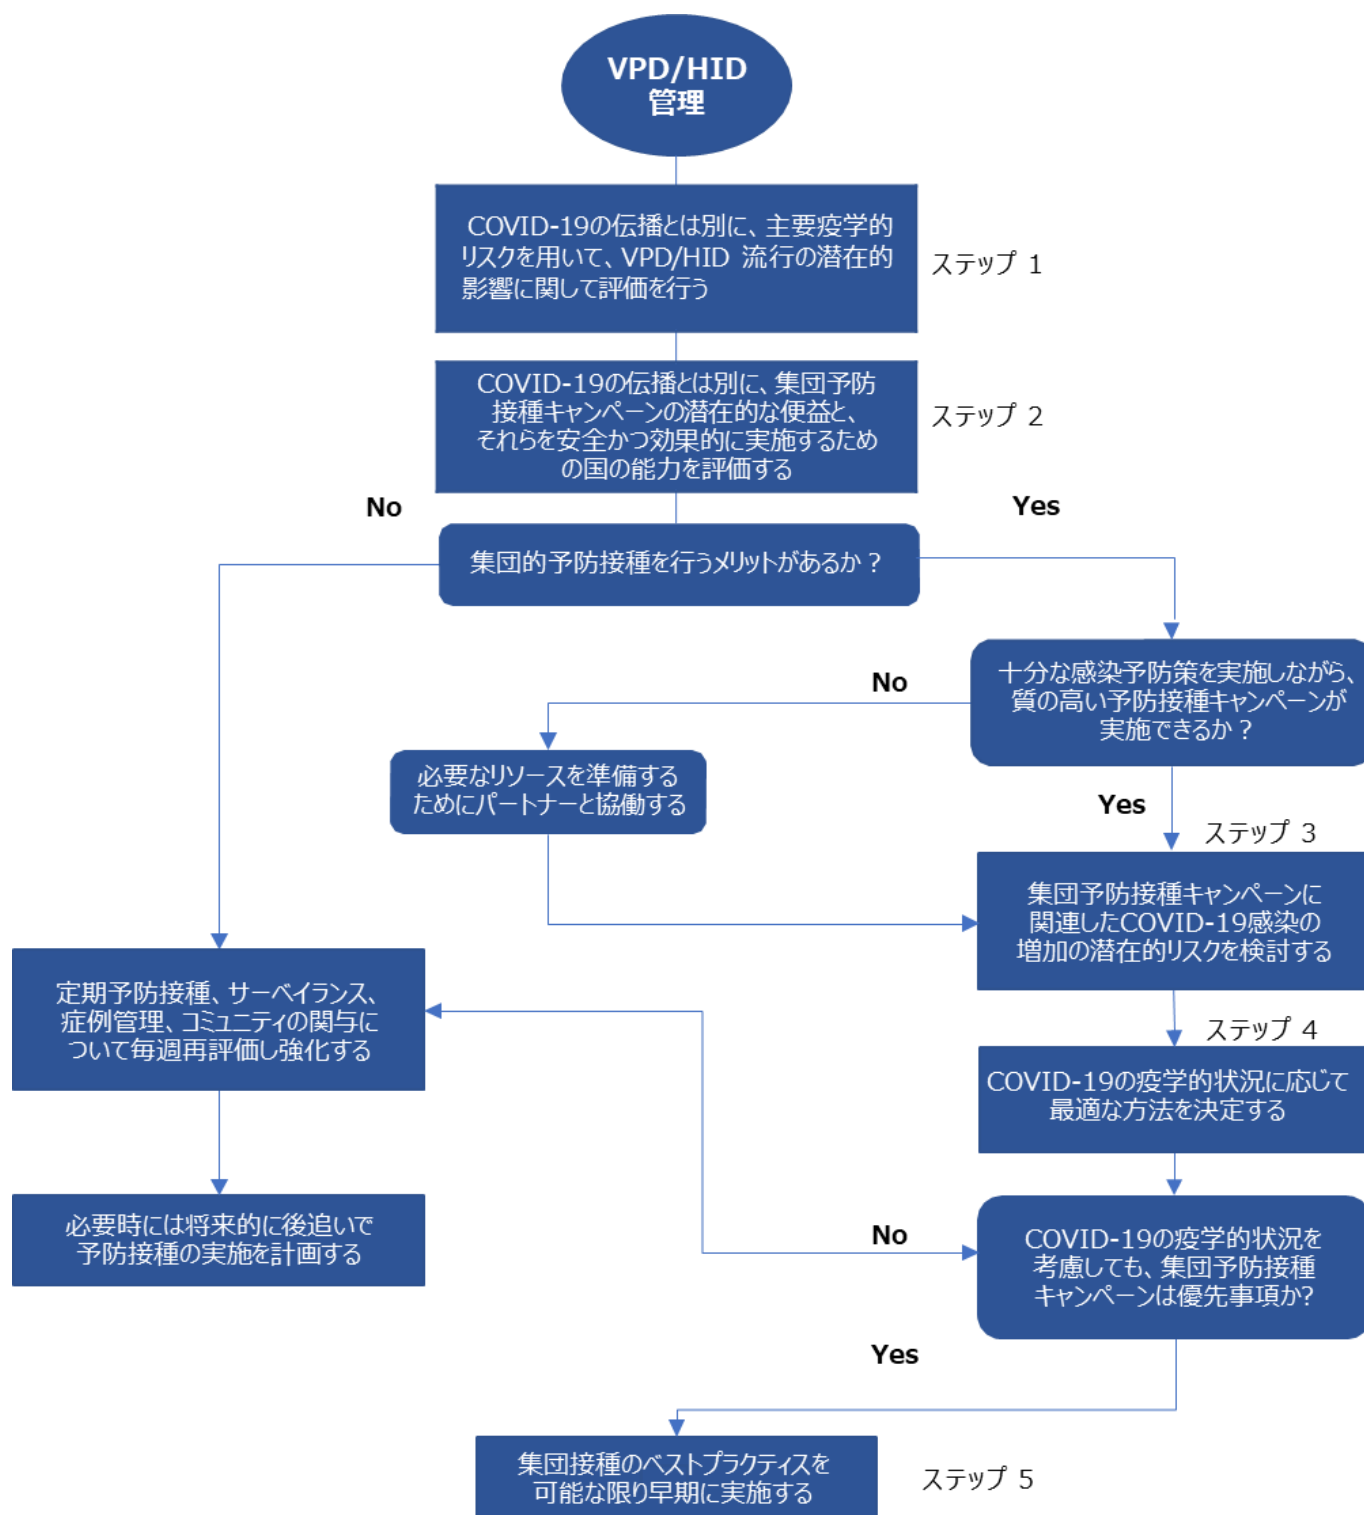 VPD/HID
管理
COVID-19の伝播とは別に、主要疫学的
リスクを用いて、VPD/HID 流行の潜在的
影響に関して評価を行う
ステップ 1
COVID-19の伝播とは別に、集団予防
接種キャンペーンの潜在的な便益と、
それらを安全かつ効果的に実施するため
の国の能力を評価する
ステップ 2
No
Yes
集団的予防接種を行うメリットがあるか？
十分な感染予防策を実施しながら、
質の高い予防接種キャンペーンが
実施できるか？
No
必要なリソースを準備する
ためにパートナーと協働する
Yes
ステップ 3
集団予防接種キャンペーンに
関連したCOVID-19感染の
増加の潜在的リスクを検討する
定期予防接種、サーベイランス、
症例管理、コミュニティの関与に
ついて毎週再評価し強化する
ステップ 4
COVID-19の疫学的状況に応じて
最適な方法を決定する
必要時には将来的に後追いで
予防接種の実施を計画する
No
COVID-19の疫学的状況を
考慮しても、集団予防接種
キャンペーンは優先事項か?
Yes
集団接種のベストプラクティスを
可能な限り早期に実施する
ステップ 5